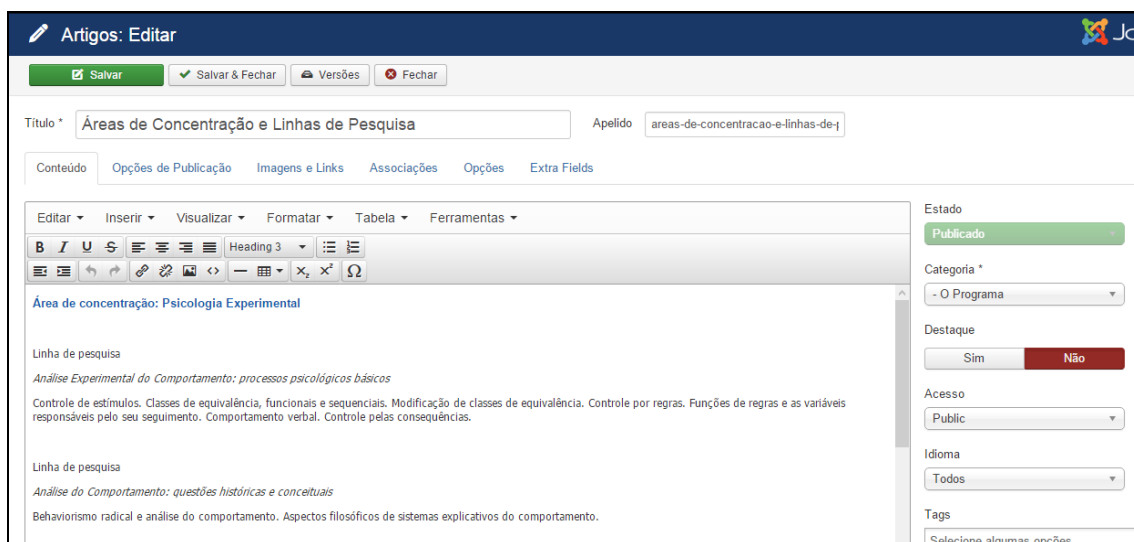 Artigos: Editar
Salvar
Salvar & Fechar
Versões
Fechar
Título *
Áreas de Concentração e Linhas de Pesquisa
Apelido
areas-de-concentracao-e-linhas-de-
Conteúdo
Opções de Publicação
Imagens e Links
Associações
Opções
Extra Fields
Editar
Inserir
Visualizar
Formatar
Tabela
Ferramentas
B I U S
Heading 3
Área de concentração: Psicologia Experimental
Linha de pesquisa
Análise Experimental do Comportamento: processos psicológicos básicos
Controle de estímulos. Classes de equivalência, funcionais e sequenciais. Modificação de classes de equivalência. Controle por regras. Funções de regras e as variáveis
responsáveis pelo seu seguimento. Comportamento verbal. Controle pelas consequências.
Linha de pesquisa
Análise do Comportamento: questões históricas e conceituais
Behaviorismo radical e análise do comportamento. Aspectos filosóficos de sistemas explicativos do comportamento.
Estado
Publicado
Categoria *
- O Programa
Destaque
Sim
Não
Acesso
Public
Idioma
Todos
Tags
Selecione algumas opções